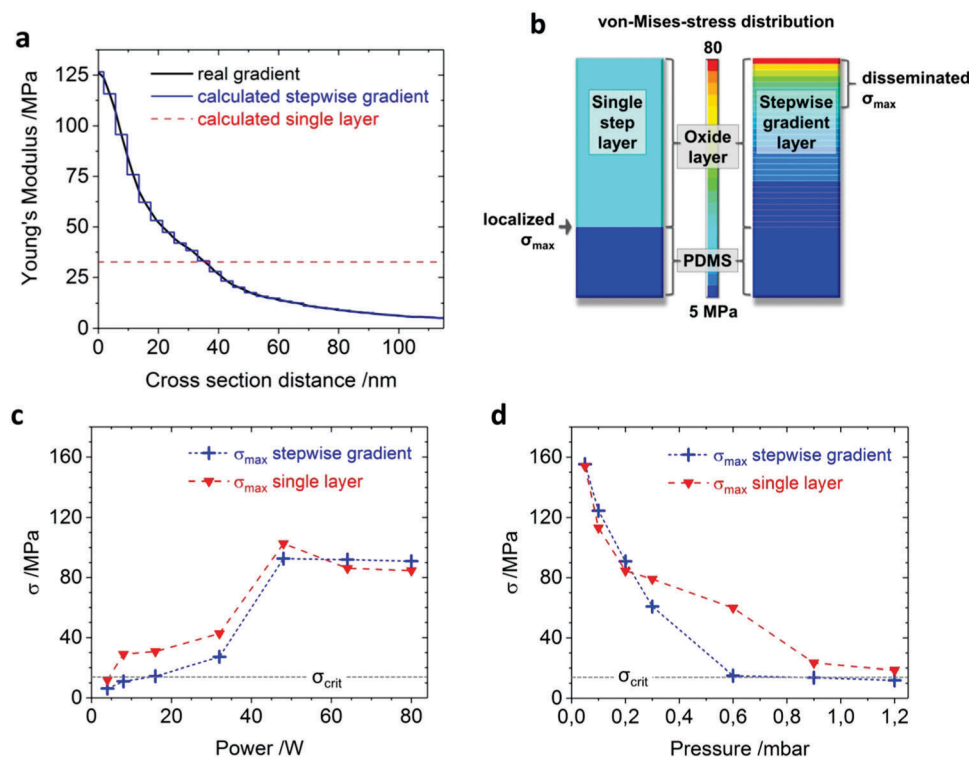 a
125
100
75
50
25
0
Young's Modulus /MPa
real gradient
calculated stepwise gradient
calculated single layer
0
20
40
60
80
100
Cross section distance /nm
b
von-Mises-stress distribution
80
Single
step
layer
Oxide
layer
Stepwise
gradient
layer
disseminated
σmax
localized
σmax
PDMS
5 MPa
c
160
120
80
40
0
σ /MPa
σmax stepwise gradient
σmax single layer
σcrit
0
20
40
60
80
Power /W
d
160
120
80
40
0
σ /MPa
σmax stepwise gradient
σmax single layer
σcrit
0,0
0,2
0,4
0,6
0,8
1,0
1,2
Pressure /mbar